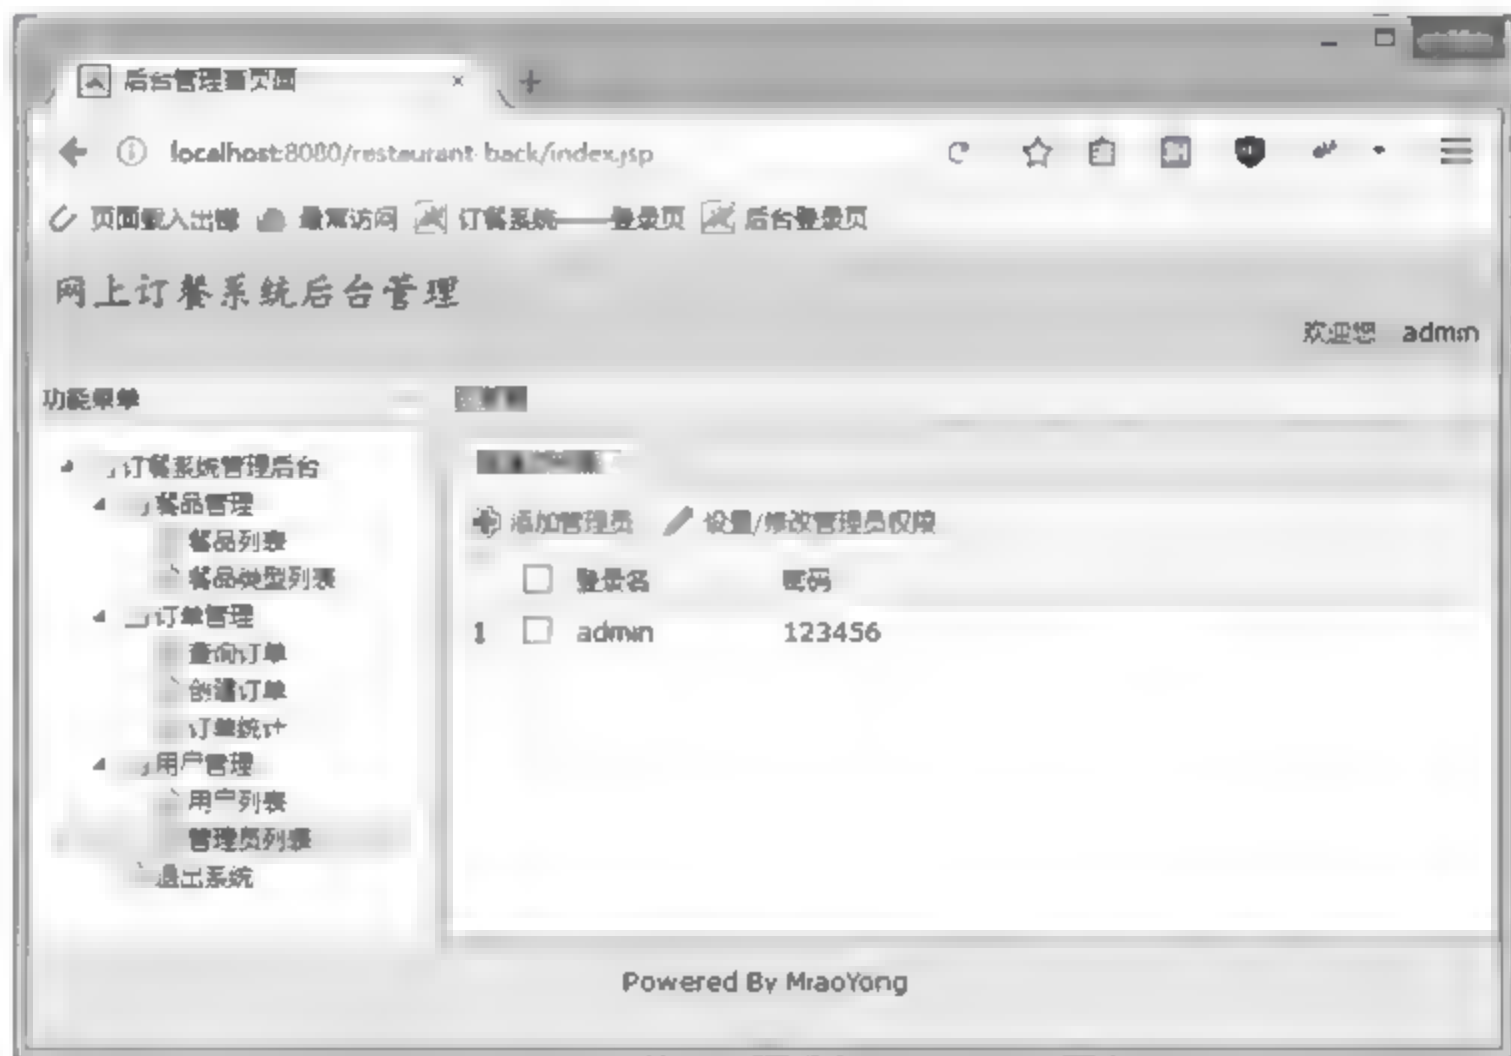 后台管理首页面
localhost:8080/restaurant-back/index.jsp
页面载入出错 最常访问 订餐系统——登录页 后台登录页
网上订餐系统后台管理
欢迎您 admin
功能菜单
订餐系统管理后台
餐品管理
餐品列表
餐品类型列表
订单管理
查询订单
创建订单
订单统计
用户管理
用户列表
管理员列表
退出系统
添加管理员 设置/修改管理员权限
登录名 密码
1 admin 123456
Powered By MiaoYong